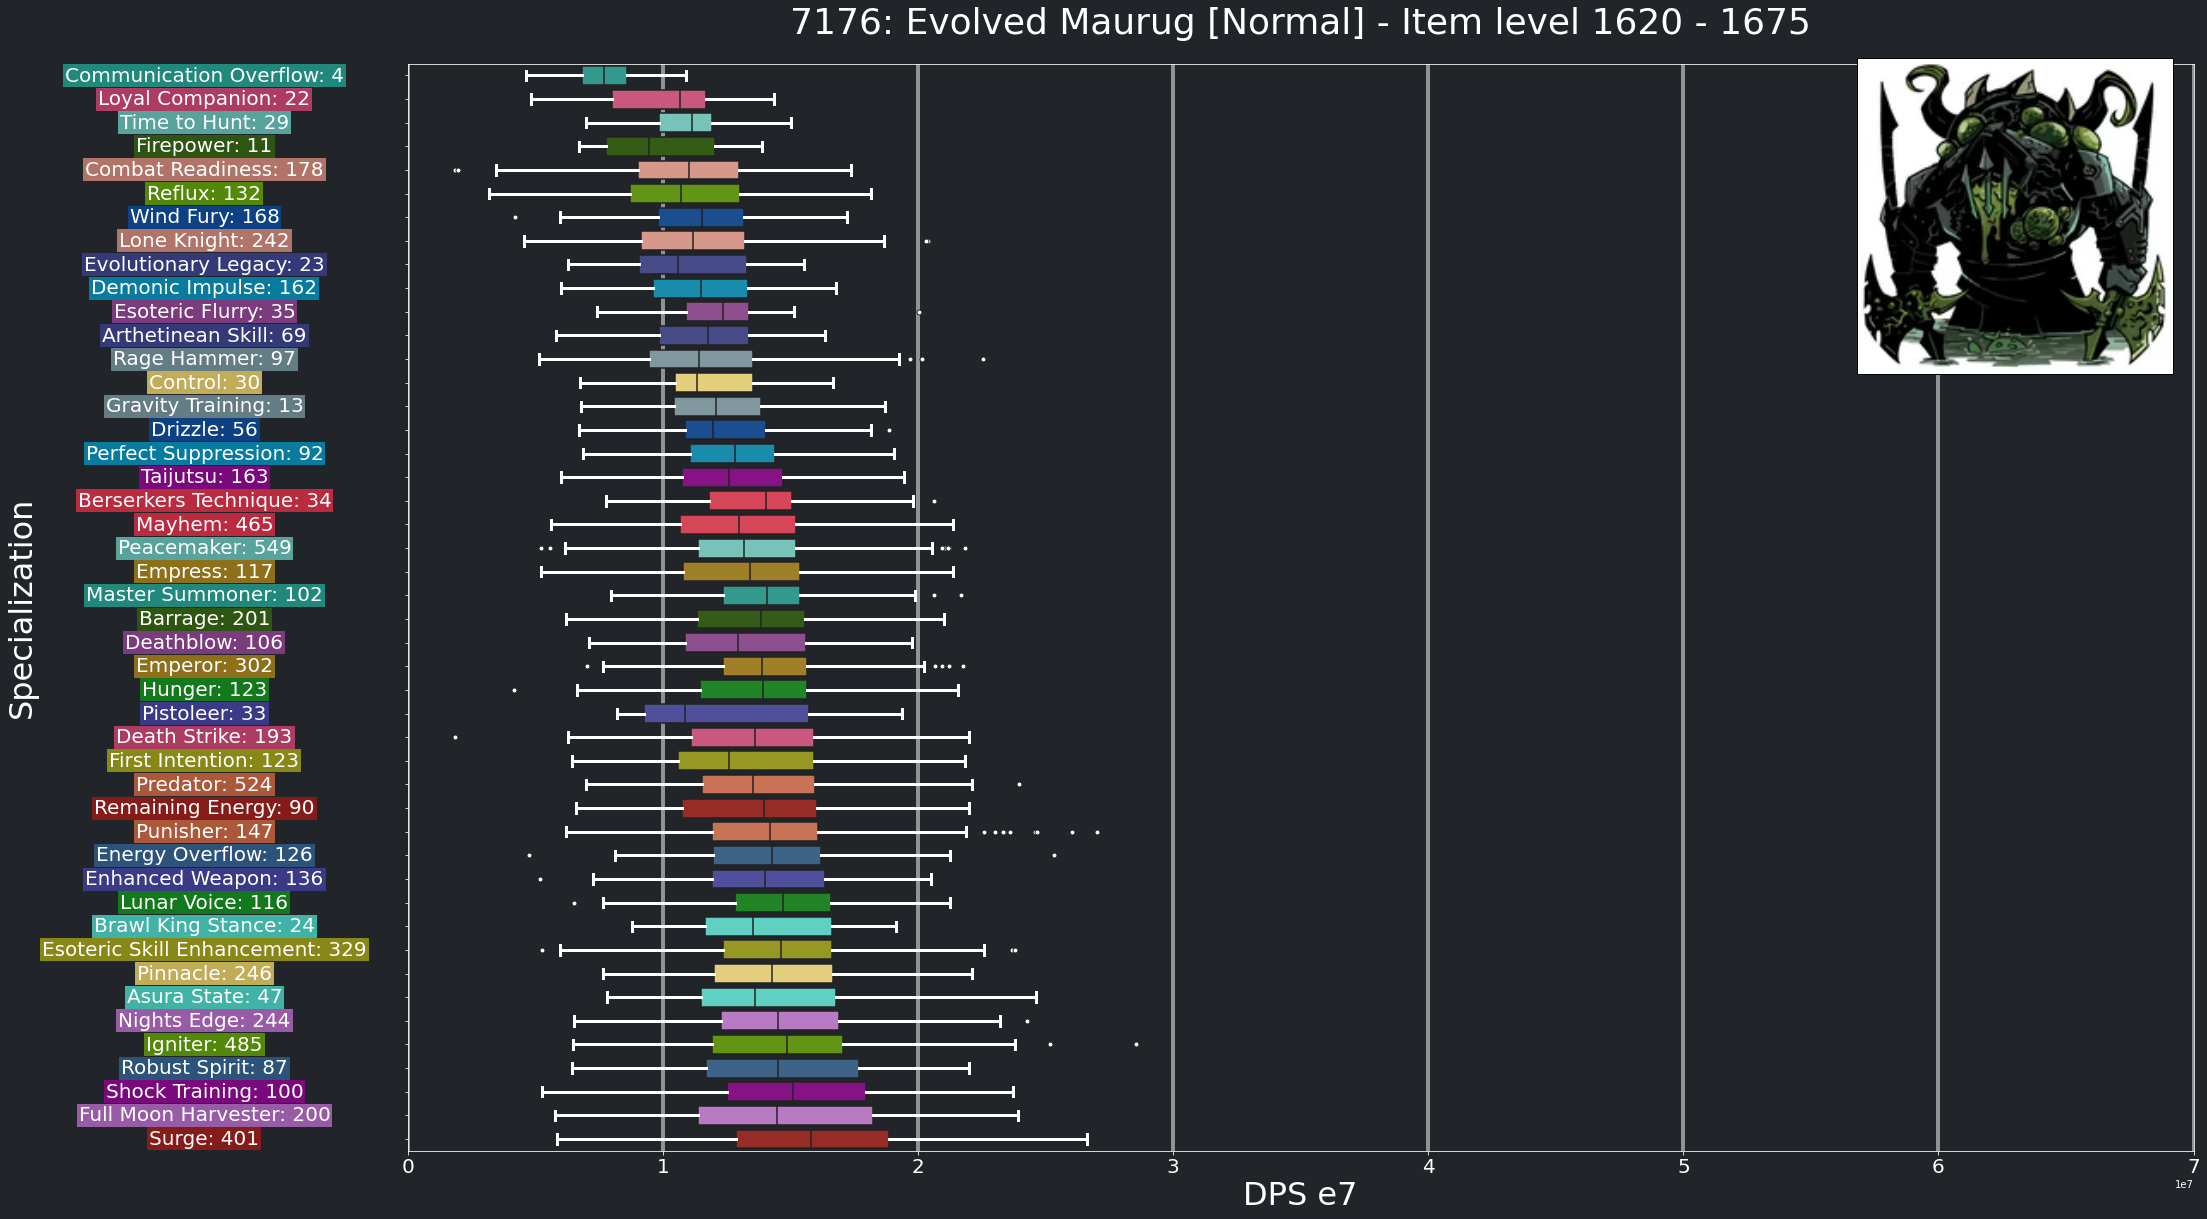 7176: Evolved Maurug [Normal] - Item level 1620 - 1675
Communication Overflow: 4
Loyal Companion: 22
Time to Hunt: 29
Firepower: 11
Combat Readiness: 178
Reflux: 132
Wind Fury: 168
Lone Knight: 242
Evolutionary Legacy: 23
Demonic Impulse: 162
Esoteric Flurry: 35
Arthetinean Skill: 69
Rage Hammer: 97
Control: 30
Gravity Training: 13
Drizzle: 56
Perfect Suppression: 92
Taijutsu: 163
Berserkers Technique: 34
Mayhem: 465
Peacemaker: 549
Empress: 117
Master Summoner: 102
Barrage: 201
Deathblow: 106
Emperor: 302
Hunger: 123
Pistoleer: 33
Death Strike: 193
First Intention: 123
Predator: 524
Remaining Energy: 90
Punisher: 147
Energy Overflow: 126
Enhanced Weapon: 136
Lunar Voice: 116
Brawl King Stance: 24
Esoteric Skill Enhancement: 329
Pinnacle: 246
Asura State: 47
Nights Edge: 244
Igniter: 485
Robust Spirit: 87
Shock Training: 100
Full Moon Harvester: 200
Surge: 401
Specialization
0 1 2 3 4 5 6 7
1e7
DPS e7